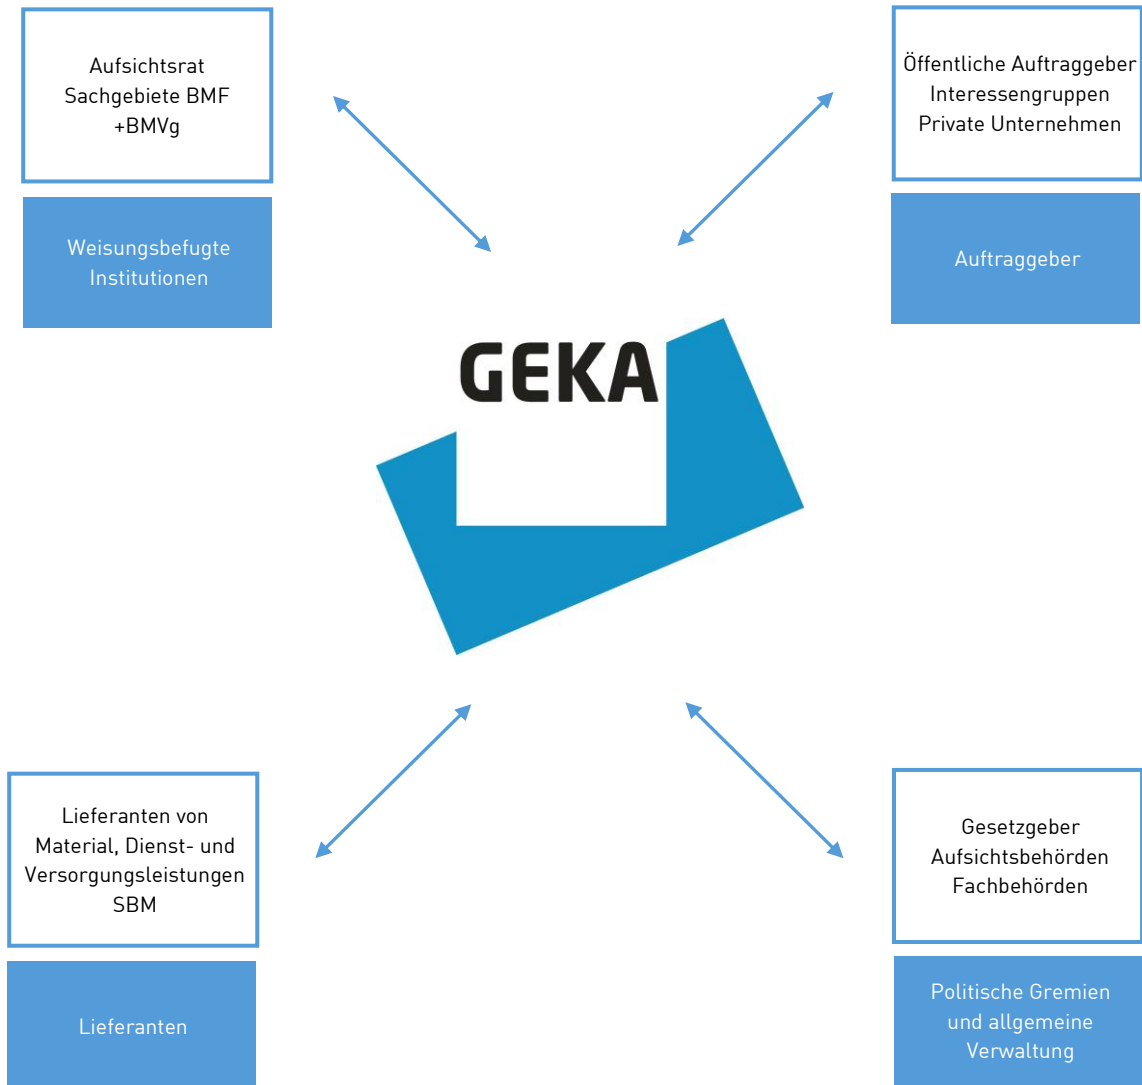 Aufsichtsrat
Sachgebiete BMF
+BMVg
Weisungsbefugte
Institutionen
Öffentliche Auftraggeber
Interessengruppen
Private Unternehmen
Auftraggeber
GEKA
Lieferanten von
Material, Dienst- und
Versorgungsleistungen
SBM
Lieferanten
Gesetzgeber
Aufsichtsbehörden
Fachbehörden
Politische Gremien
und allgemeine
Verwaltung